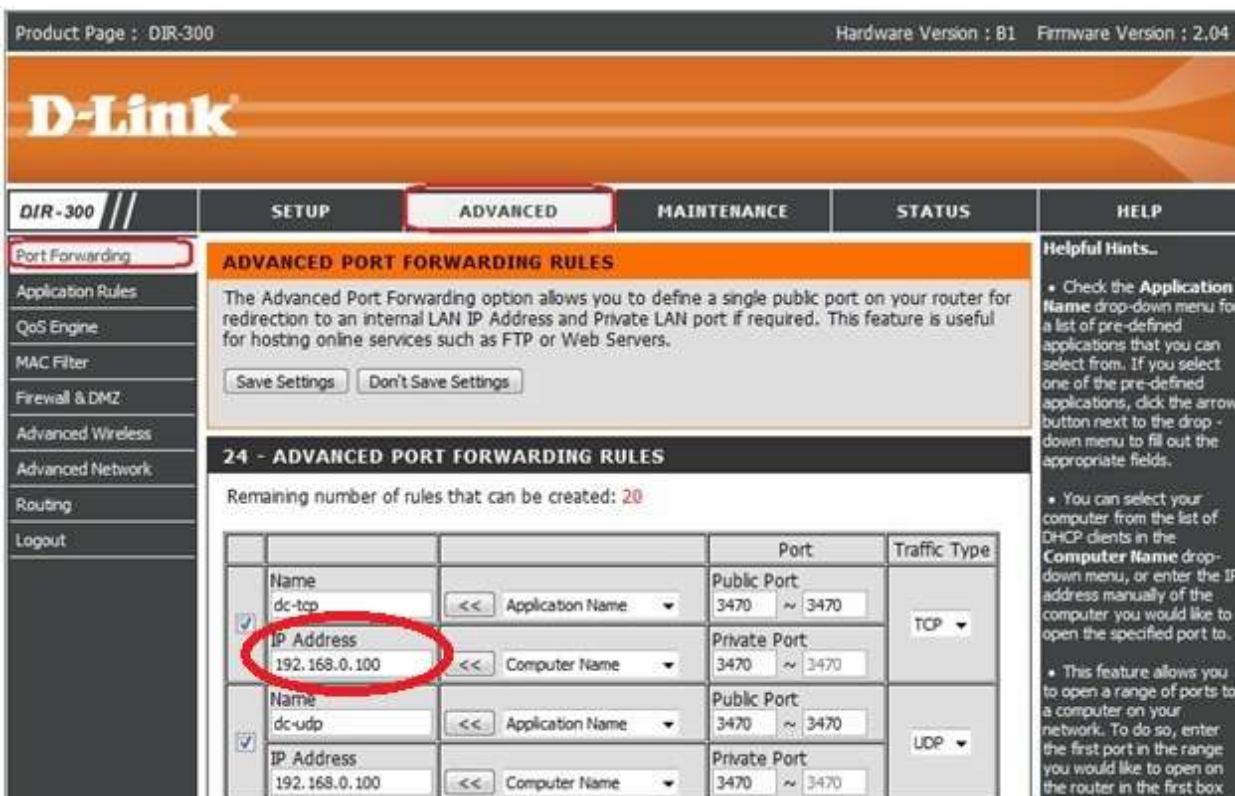 Product Page : DIR-300
Hardware Version : B1
Firmware Version : 2.04
D-Link
DIR-300
SETUP
ADVANCED
MAINTENANCE
STATUS
HELP
Port Forwarding
Application Rules
QoS Engine
MAC Filter
Firewall & DMZ
Advanced Wireless
Advanced Network
Routing
Logout
ADVANCED PORT FORWARDING RULES
The Advanced Port Forwarding option allows you to define a single public port on your router for
redirection to an internal LAN IP Address and Private LAN port if required. This feature is useful
for hosting online services such as FTP or Web Servers.
Save Settings
Don't Save Settings
24 - ADVANCED PORT FORWARDING RULES
Remaining number of rules that can be created: 20
Port
Traffic Type
Name
Public Port
dc-tcp
<<
Application Name
3470 ~ 3470
TCP
IP Address
Private Port
192.168.0.100
<<
Computer Name
3470 ~ 3470
Name
Public Port
dc-udp
<<
Application Name
3470 ~ 3470
UDP
IP Address
Private Port
192.168.0.100
<<
Computer Name
3470 ~ 3470
Helpful Hints..
• Check the Application
Name drop-down menu for
a list of pre-defined
applications that you can
select from. If you select
one of the pre-defined
applications, click the arrow
button next to the drop -
down menu to fill out the
appropriate fields.
• You can select your
computer from the list of
DHCP clients in the
Computer Name drop-
down menu, or enter the IP
address manually of the
computer you would like to
open the specified port to.
• This feature allows you
to open a range of ports to
a computer on your
network. To do so, enter
the first port in the range
you would like to open on
the router in the first box